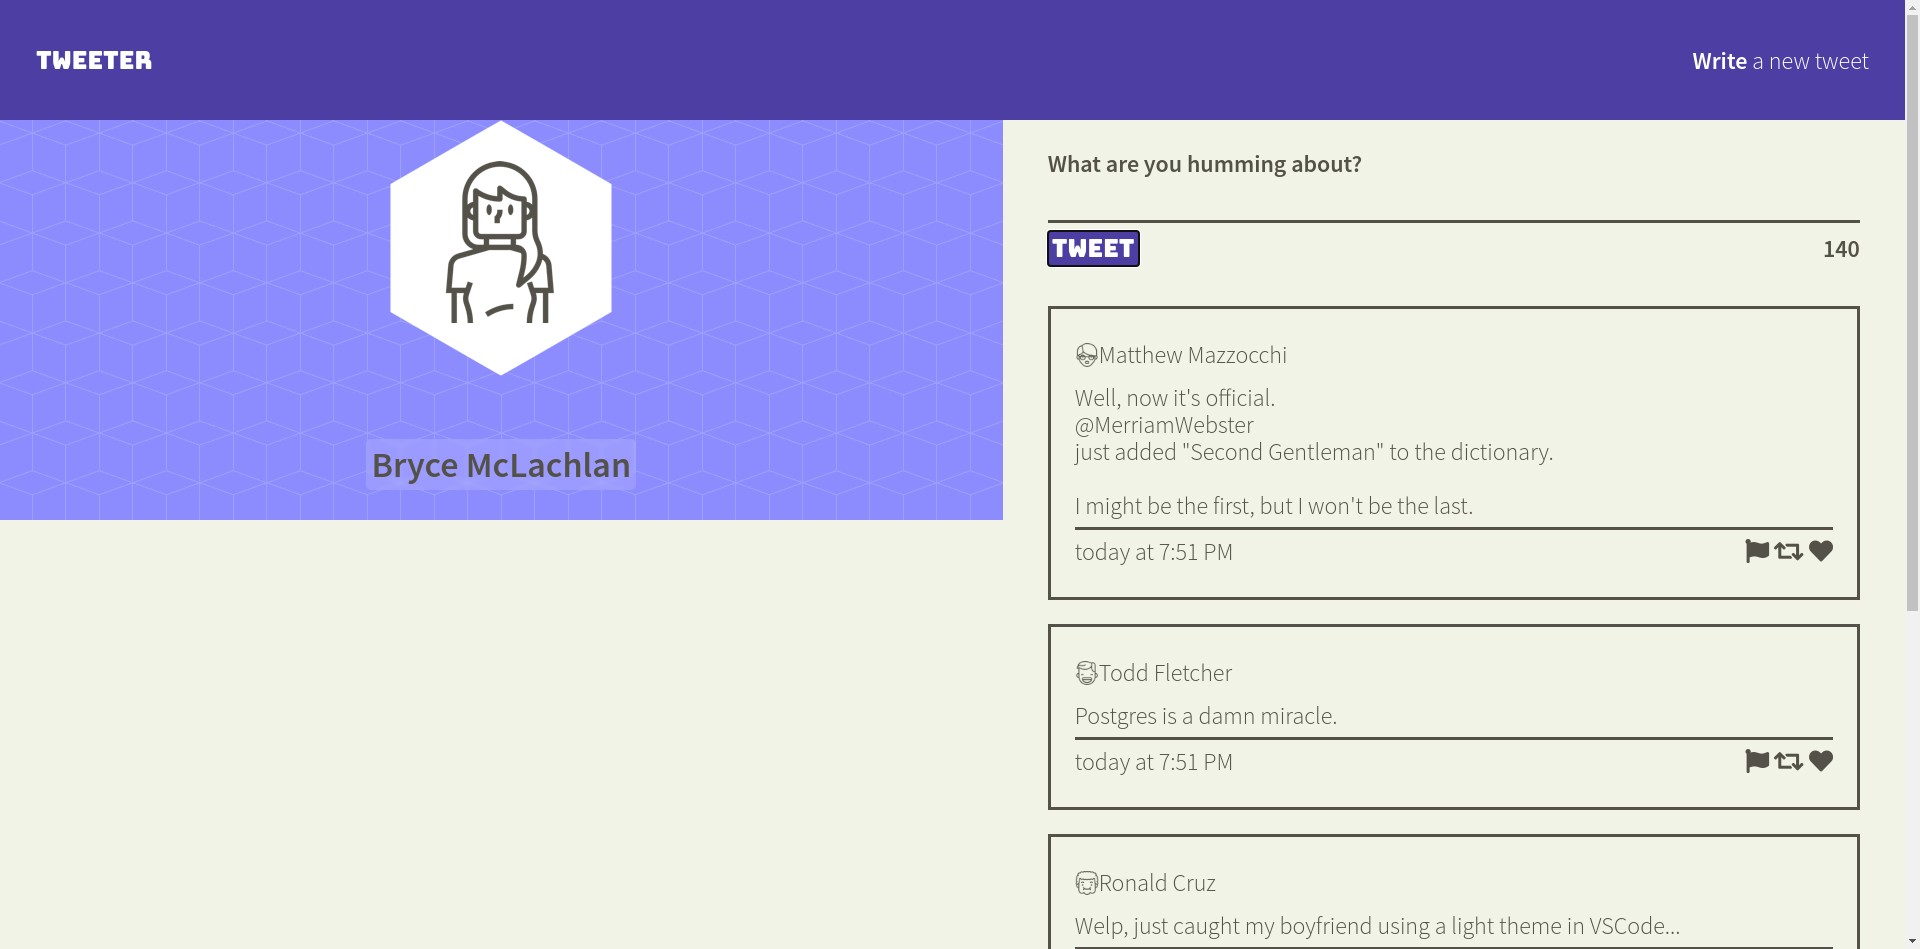 TWEETER
Write a new tweet
Bryce McLachlan
What are you humming about?
TWEET
140
Matthew Mazzocchi
Well, now it's official.
@MerriamWebster
just added "Second Gentleman" to the dictionary.
I might be the first, but I won't be the last.
today at 7:51 PM
Todd Fletcher
Postgres is a damn miracle.
today at 7:51 PM
Ronald Cruz
Welp, just caught my boyfriend using a light theme in VSCode...